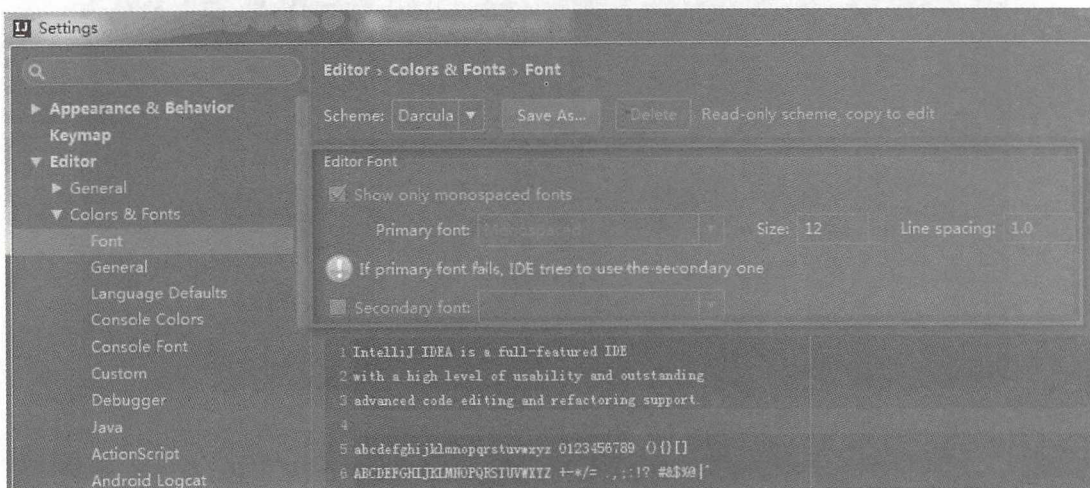 Settings
Editor › Colors & Fonts › Font
Appearance & Behavior
Keymap
Editor
General
Colors & Fonts
Font
General
Language Defaults
Console Colors
Console Font
Custom
Debugger
Java
ActionScript
Android Logcat
Scheme: Darcula Save As... Delete Read-only scheme, copy to edit
Editor Font
Show only monospaced fonts
Primary font: Monospaced Size: 12 Line spacing: 1.0
If primary font fails, IDE tries to use the secondary one
Secondary font:
1 IntelliJ IDEA is a full-featured IDE
2 with a high level of usability and outstanding
3 advanced code editing and refactoring support.
4
5 abcdefghijklmnopqrstuvwxyz 0123456789 (){}[]
6 ABCDEFGHIJKLMNOPQRSTUVWXYZ +-*/= .,;:!? #&$%@|^